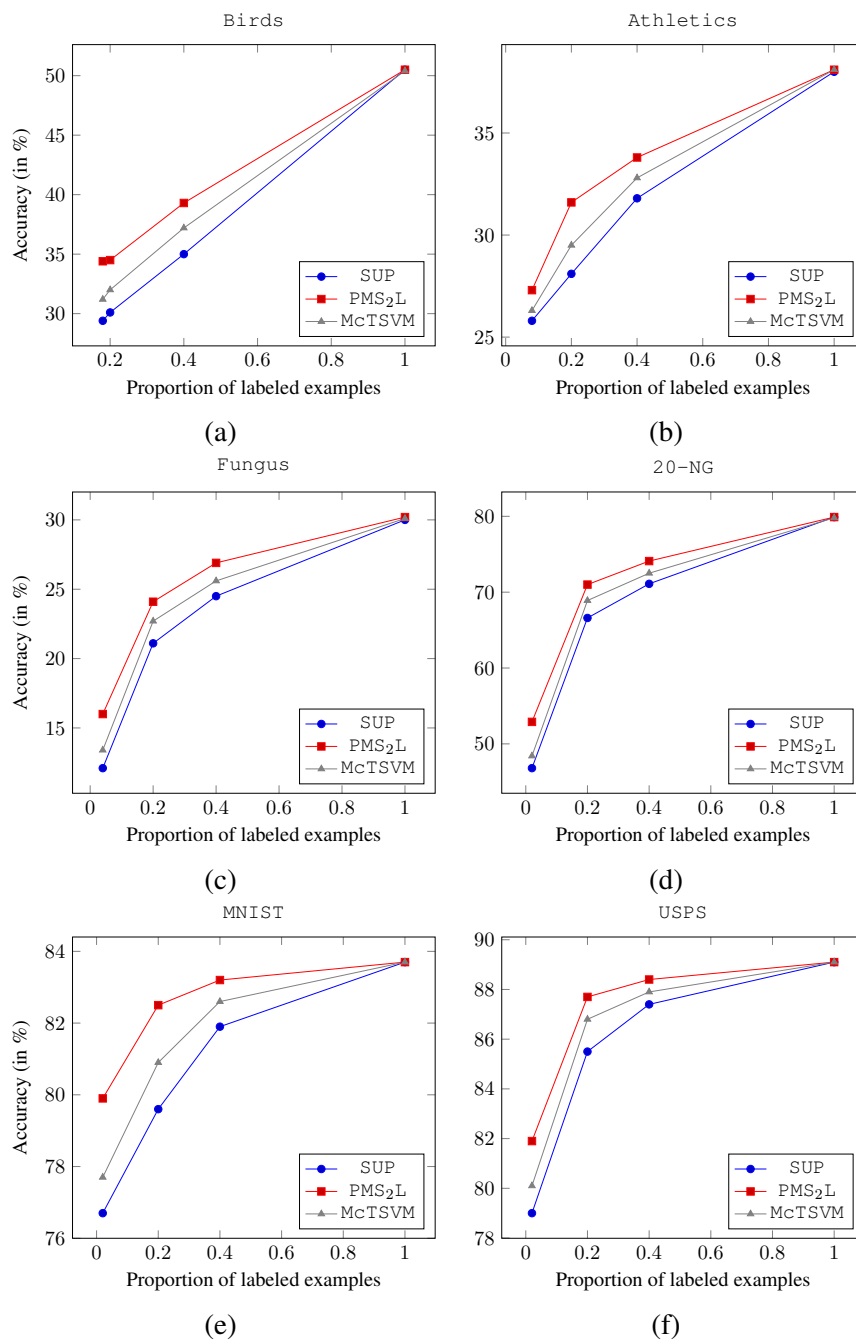 Birds
Accuracy (in %)
50
45
40
35
30
0.2 0.4 0.6 0.8 1
Proportion of labeled examples
SUP
PMS₂L
McTSVM
(a)
Athletics
35
30
25
0 0.2 0.4 0.6 0.8 1
Proportion of labeled examples
SUP
PMS₂L
McTSVM
(b)
Fungus
Accuracy (in %)
30
25
20
15
0 0.2 0.4 0.6 0.8 1
Proportion of labeled examples
SUP
PMS₂L
McTSVM
(c)
20-NG
80
70
60
50
0 0.2 0.4 0.6 0.8 1
Proportion of labeled examples
SUP
PMS₂L
McTSVM
(d)
MNIST
Accuracy (in %)
84
82
80
78
76
0 0.2 0.4 0.6 0.8 1
Proportion of labeled examples
SUP
PMS₂L
McTSVM
(e)
USPS
90
88
86
84
82
80
78
0 0.2 0.4 0.6 0.8 1
Proportion of labeled examples
SUP
PMS₂L
McTSVM
(f)